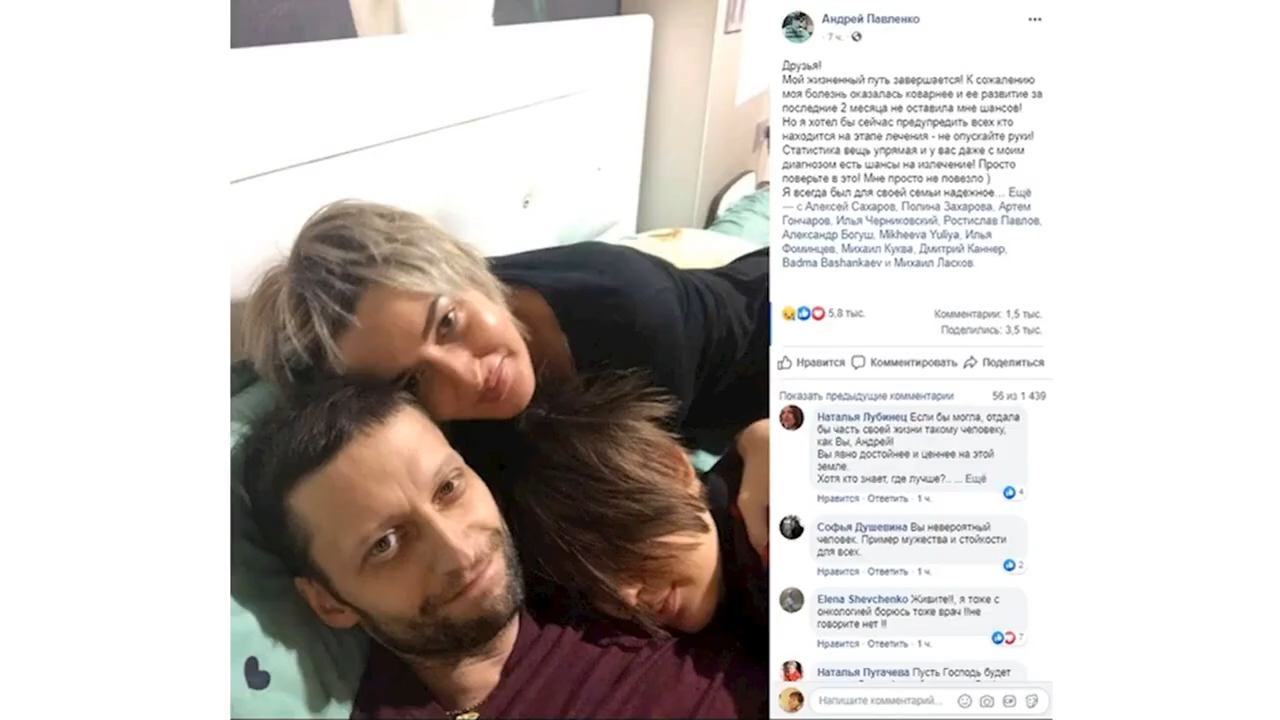 Андрей Павленко
· 7 ч. ·
Друзья!
Мой жизненный путь завершается! К сожалению
моя болезнь оказалась коварнее и ее развитие за
последние 2 месяца не оставила мне шансов!
Но я хотел бы сейчас предупредить всех кто
находится на этапе лечения - не опускайте руки!
Статистика вещь упрямая и у вас даже с моим
диагнозом есть шансы на излечение! Просто
поверьте в это! Мне просто не повезло )
Я всегда был для своей семьи надежное... Ещё
— с Алексей Сахаров, Полина Захарова, Артем
Гончаров, Илья Черниковский, Ростислав Павлов,
Александр Богуш, Mikheeva Yuliya, Илья
Фоминцев, Михаил Куква, Дмитрий Каннер,
Badma Bashankaev и Михаил Ласков.
5,8 тыс.
Комментарии: 1,5 тыс.
Поделились: 3,5 тыс.
Нравится Комментировать Поделиться
Показать предыдущие комментарии 56 из 1 439
Наталья Лубинец Если бы могла, отдала
бы часть своей жизни такому человеку,
как Вы, Андрей!
Вы явно достойнее и ценнее на этой
земле.
Хотя кто знает, где лучше?.. ... Ещё
4
Нравится · Ответить · 1 ч.
Софья Душевина Вы невероятный
человек. Пример мужества и стойкости
для всех.
2
Нравится · Ответить · 1 ч.
Elena Shevchenko Живите!!, я тоже с
онкологией борюсь тоже врач !!не
говорите нет !!
7
Нравится · Ответить · 1 ч.
Наталья Пугачева Пусть Господь будет
Напишите комментарий...